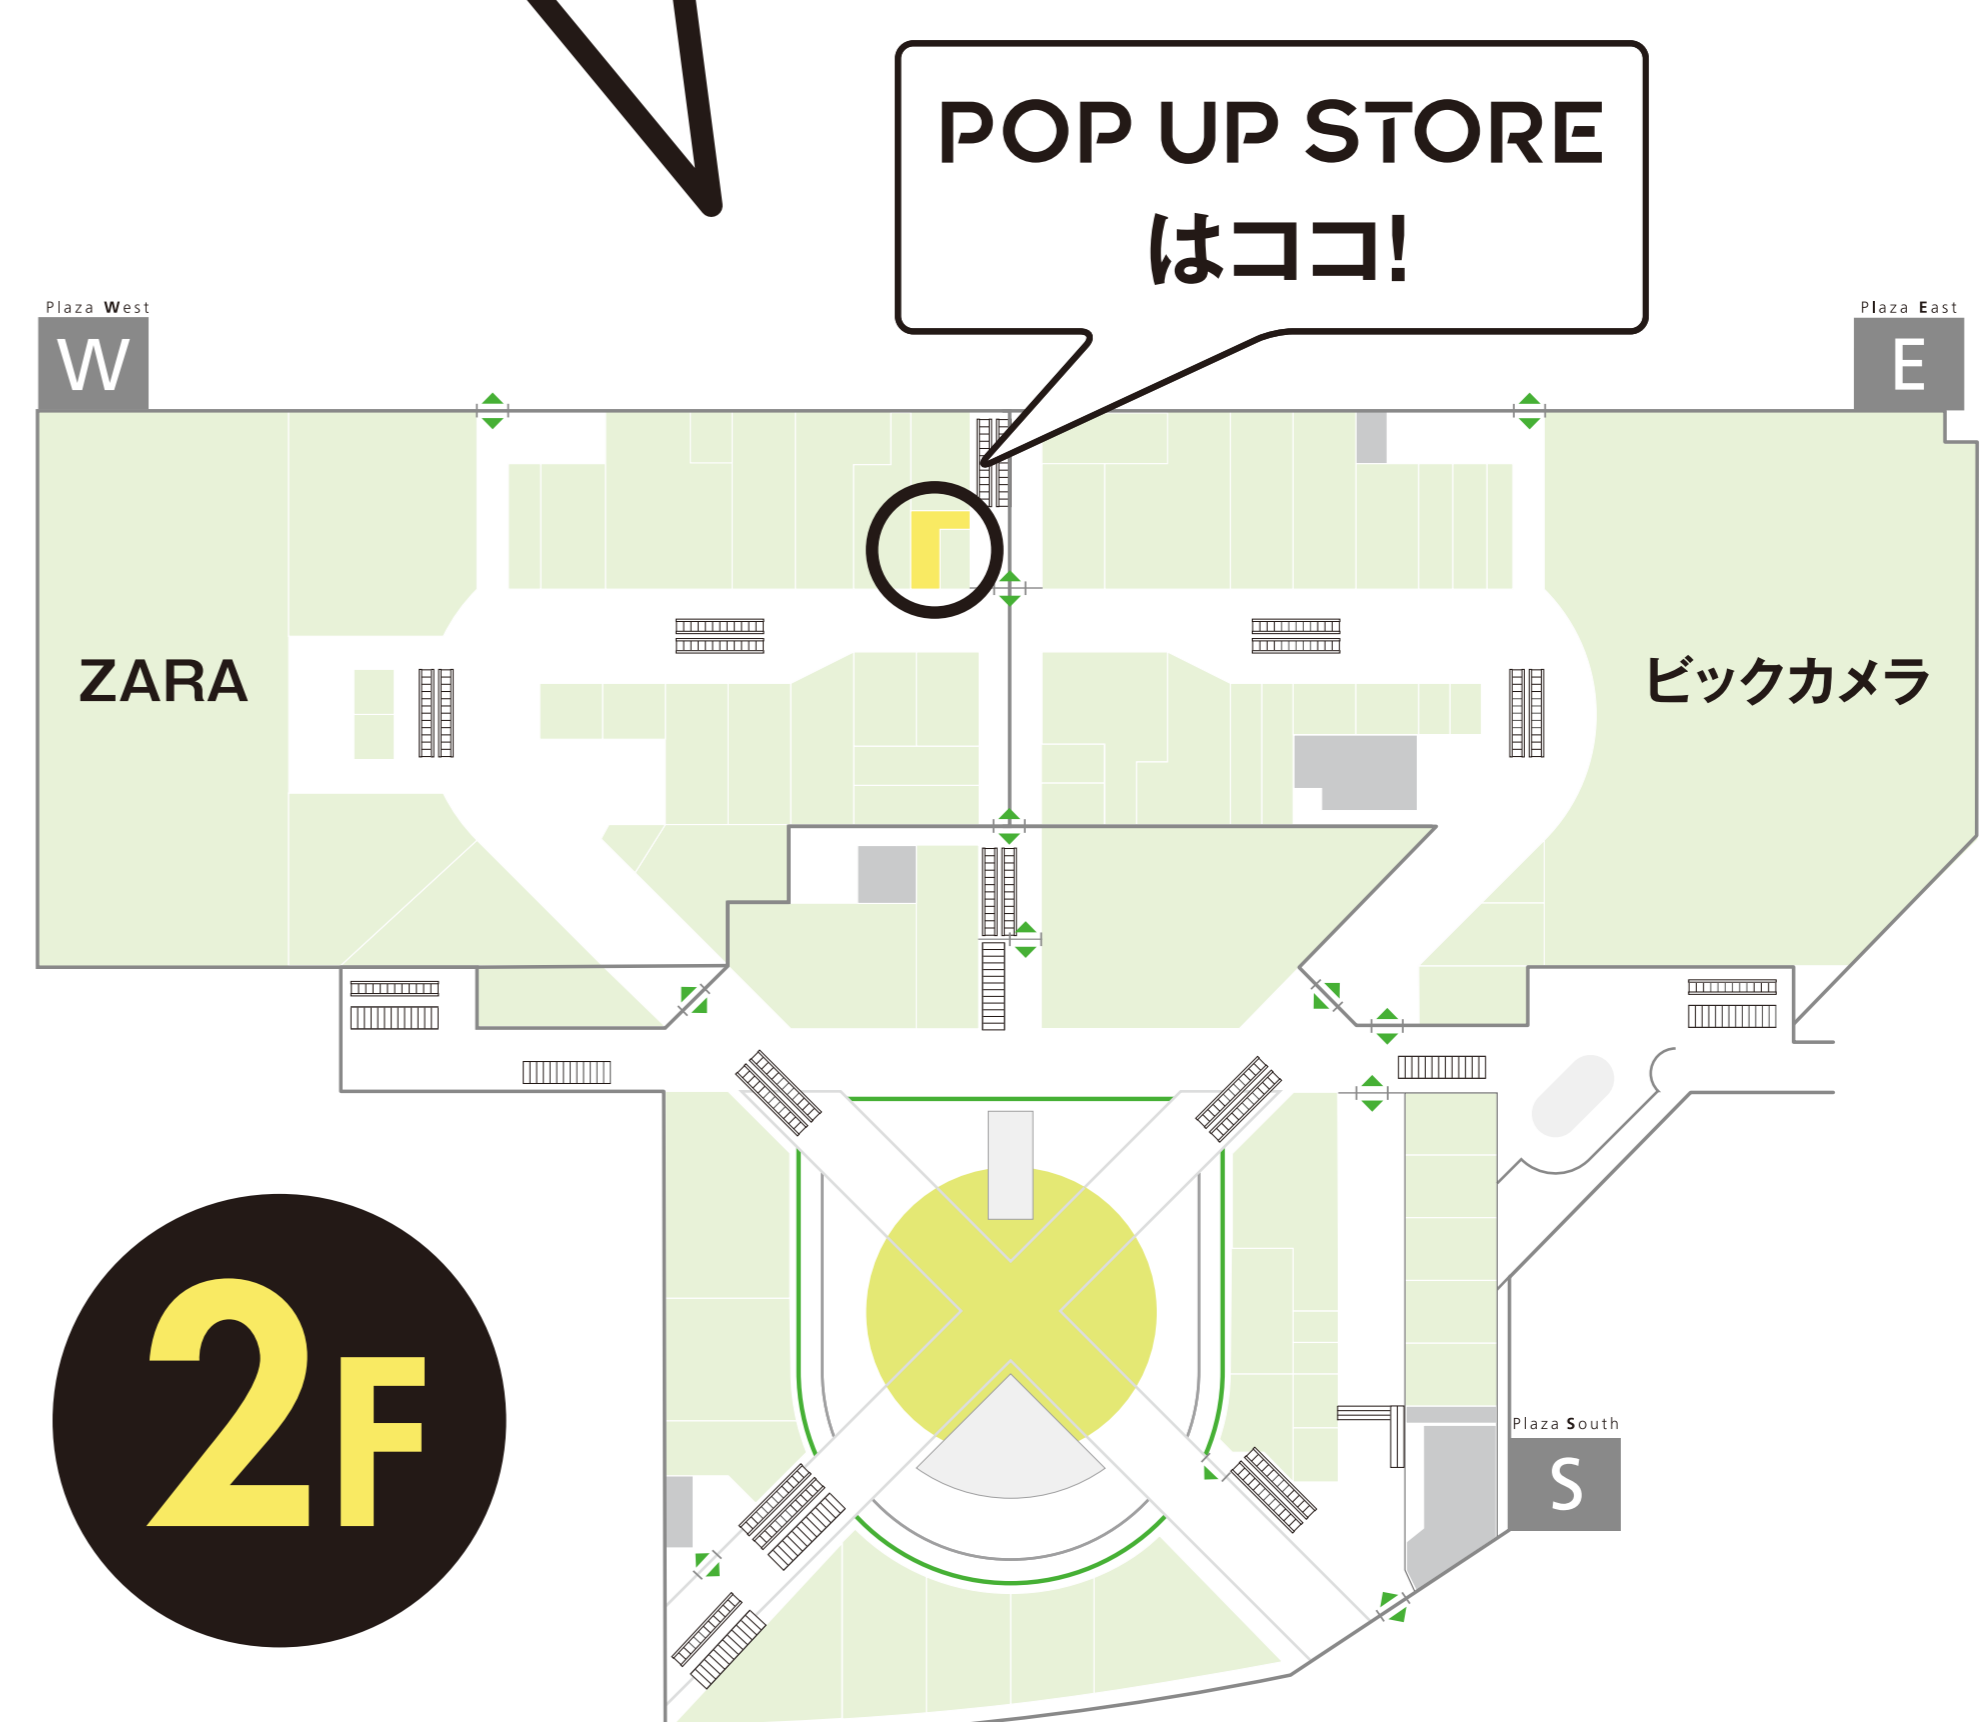 POP UP STORE
はココ!
Plaza West
W
Plaza East
E
ZARA
ビックカメラ
2F
Plaza South
S